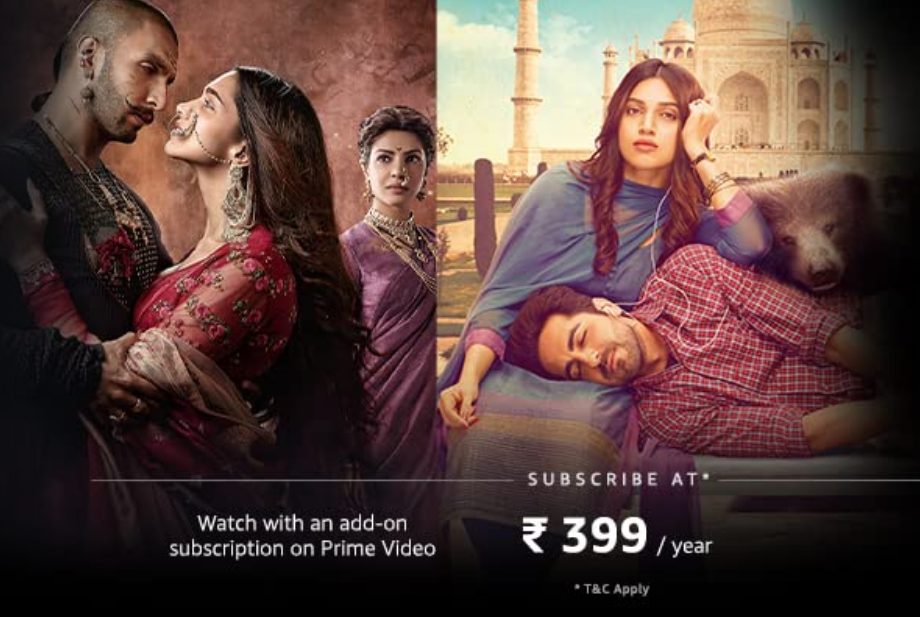 SUBSCRIBE AT*
Watch with an add-on
subscription on Prime Video
₹ 399 / year
* T&C Apply